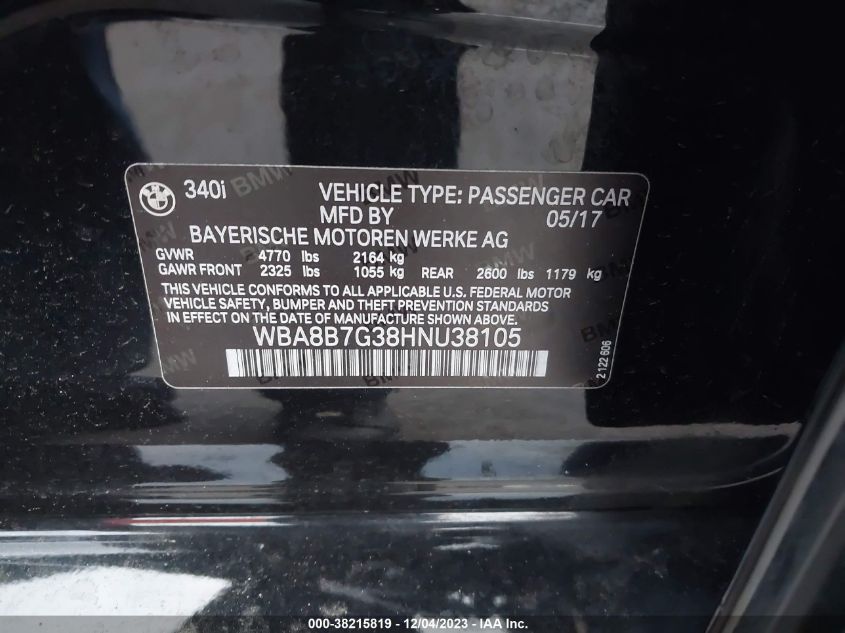 340i VEHICLE TYPE: PASSENGER CAR
MFD BY 05/17
BAYERISCHE MOTOREN WERKE AG
GVWR 4770 lbs 2164 kg
GAWR FRONT 2325 lbs 1055 kg REAR 2600 lbs 1179 kg
THIS VEHICLE CONFORMS TO ALL APPLICABLE U.S. FEDERAL MOTOR
VEHICLE SAFETY, BUMPER AND THEFT PREVENTION STANDARDS
IN EFFECT ON THE DATE OF MANUFACTURE SHOWN ABOVE.
WBA8B7G38HNU38105
2 122 606
000-38215819 - 12/04/2023 - IAA Inc.